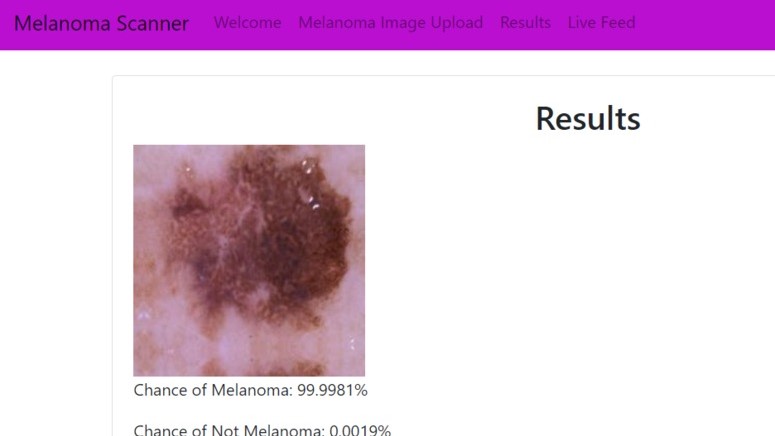 Melanoma Scanner Welcome Melanoma Image Upload Results Live Feed
Results
Chance of Melanoma: 99.9981%
Chance of Not Melanoma: 0.0019%